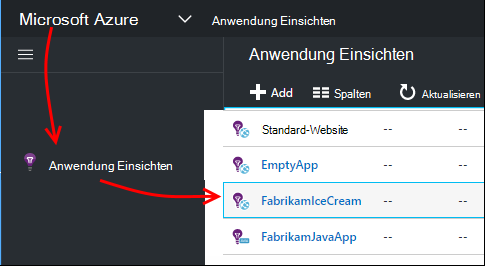 Microsoft Azure Anwendung Einsichten
Anwendung Einsichten
Add Spalten Aktualisieren
Standard-Website -- --
EmptyApp -- --
Anwendung Einsichten
FabrikamIceCream -- --
FabrikamJavaApp -- --